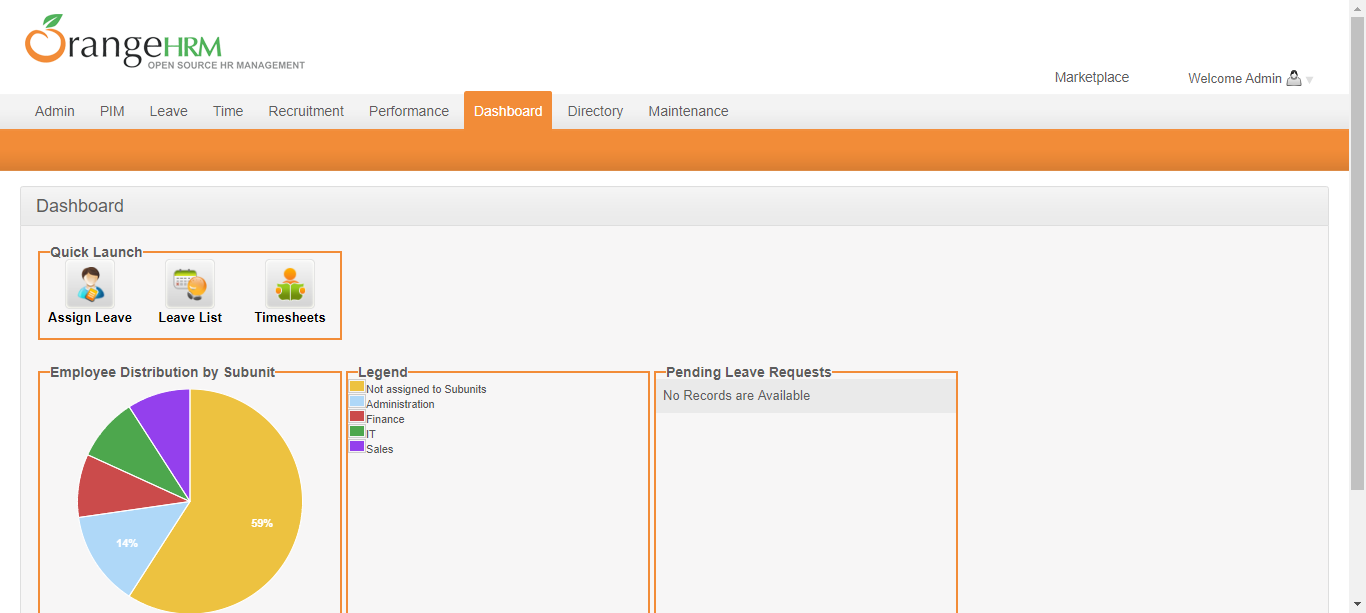 OrangeHRM
OPEN SOURCE HR MANAGEMENT
Marketplace Welcome Admin
Admin PIM Leave Time Recruitment Performance Dashboard Directory Maintenance
Dashboard
Quick Launch
Assign Leave Leave List Timesheets
Employee Distribution by Subunit
59%
14%
Legend
Not assigned to Subunits
Administration
Finance
IT
Sales
Pending Leave Requests
No Records are Available